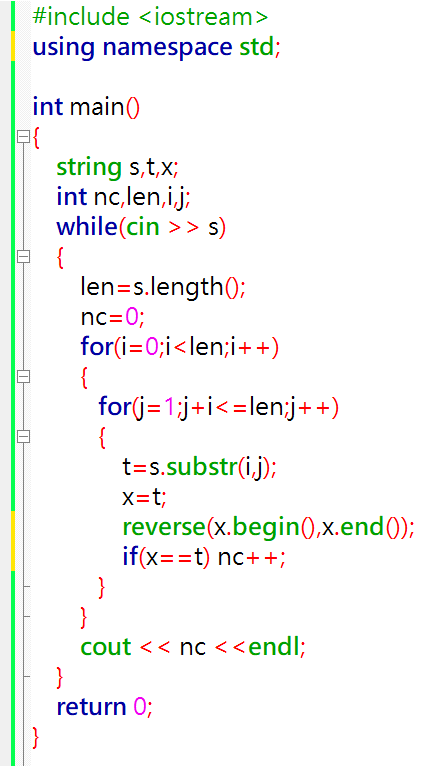 #include <iostream>
using namespace std;
int main()
{
string s,t,x;
int nc,len,i,j;
while(cin >> s)
{
len=s.length();
nc=0;
for(i=0;i<len;i++)
{
for(j=1;j+i<=len;j++)
{
t=s.substr(i,j);
x=t;
reverse(x.begin(),x.end());
if(x==t) nc++;
}
}
cout << nc <<endl;
}
return 0;
}